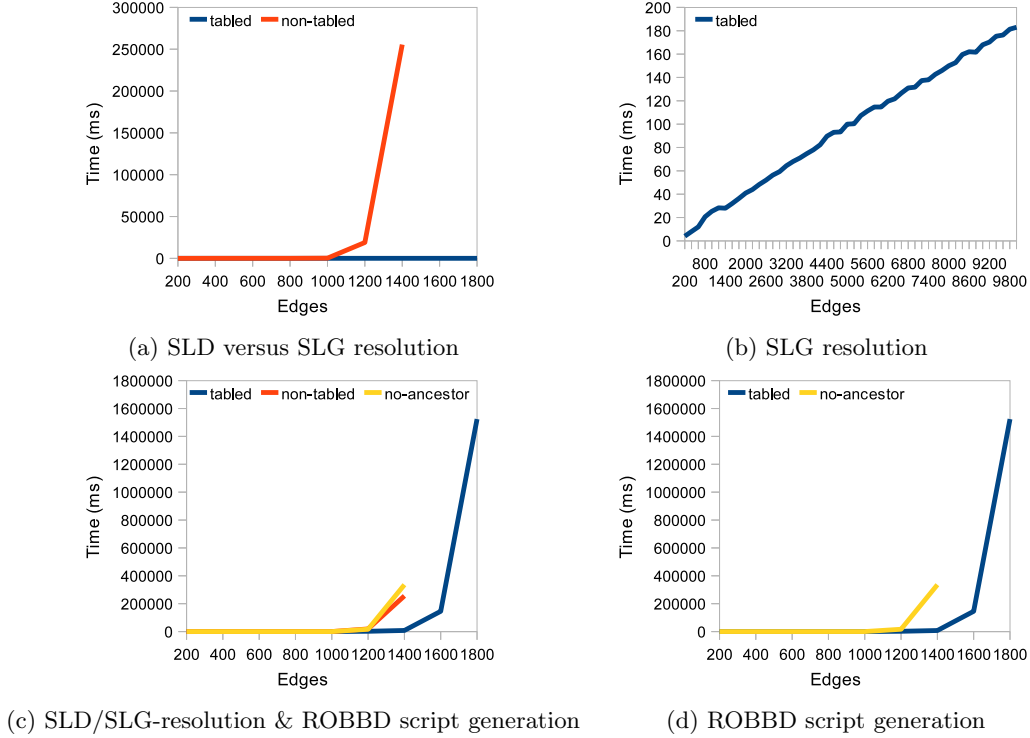 tabled non-tabled
300000
250000
200000
150000
100000
50000
0
Time (ms)
200 400 600 800 1000 1200 1400 1600 1800
Edges
(a) SLD versus SLG resolution
tabled
200
180
160
140
120
100
80
60
40
20
0
Time (ms)
800 2000 3200 4400 5600 6800 8000 9200
200 1400 2600 3800 5000 6200 7400 8600 9800
Edges
(b) SLG resolution
tabled non-tabled no-ancestor
1800000
1600000
1400000
1200000
1000000
800000
600000
400000
200000
0
Time (ms)
200 400 600 800 1000 1200 1400 1600 1800
Edges
(c) SLD/SLG-resolution & ROBBD script generation
tabled no-ancestor
1800000
1600000
1400000
1200000
1000000
800000
600000
400000
200000
0
Time (ms)
200 400 600 800 1000 1200 1400 1600 1800
Edges
(d) ROBBD script generation